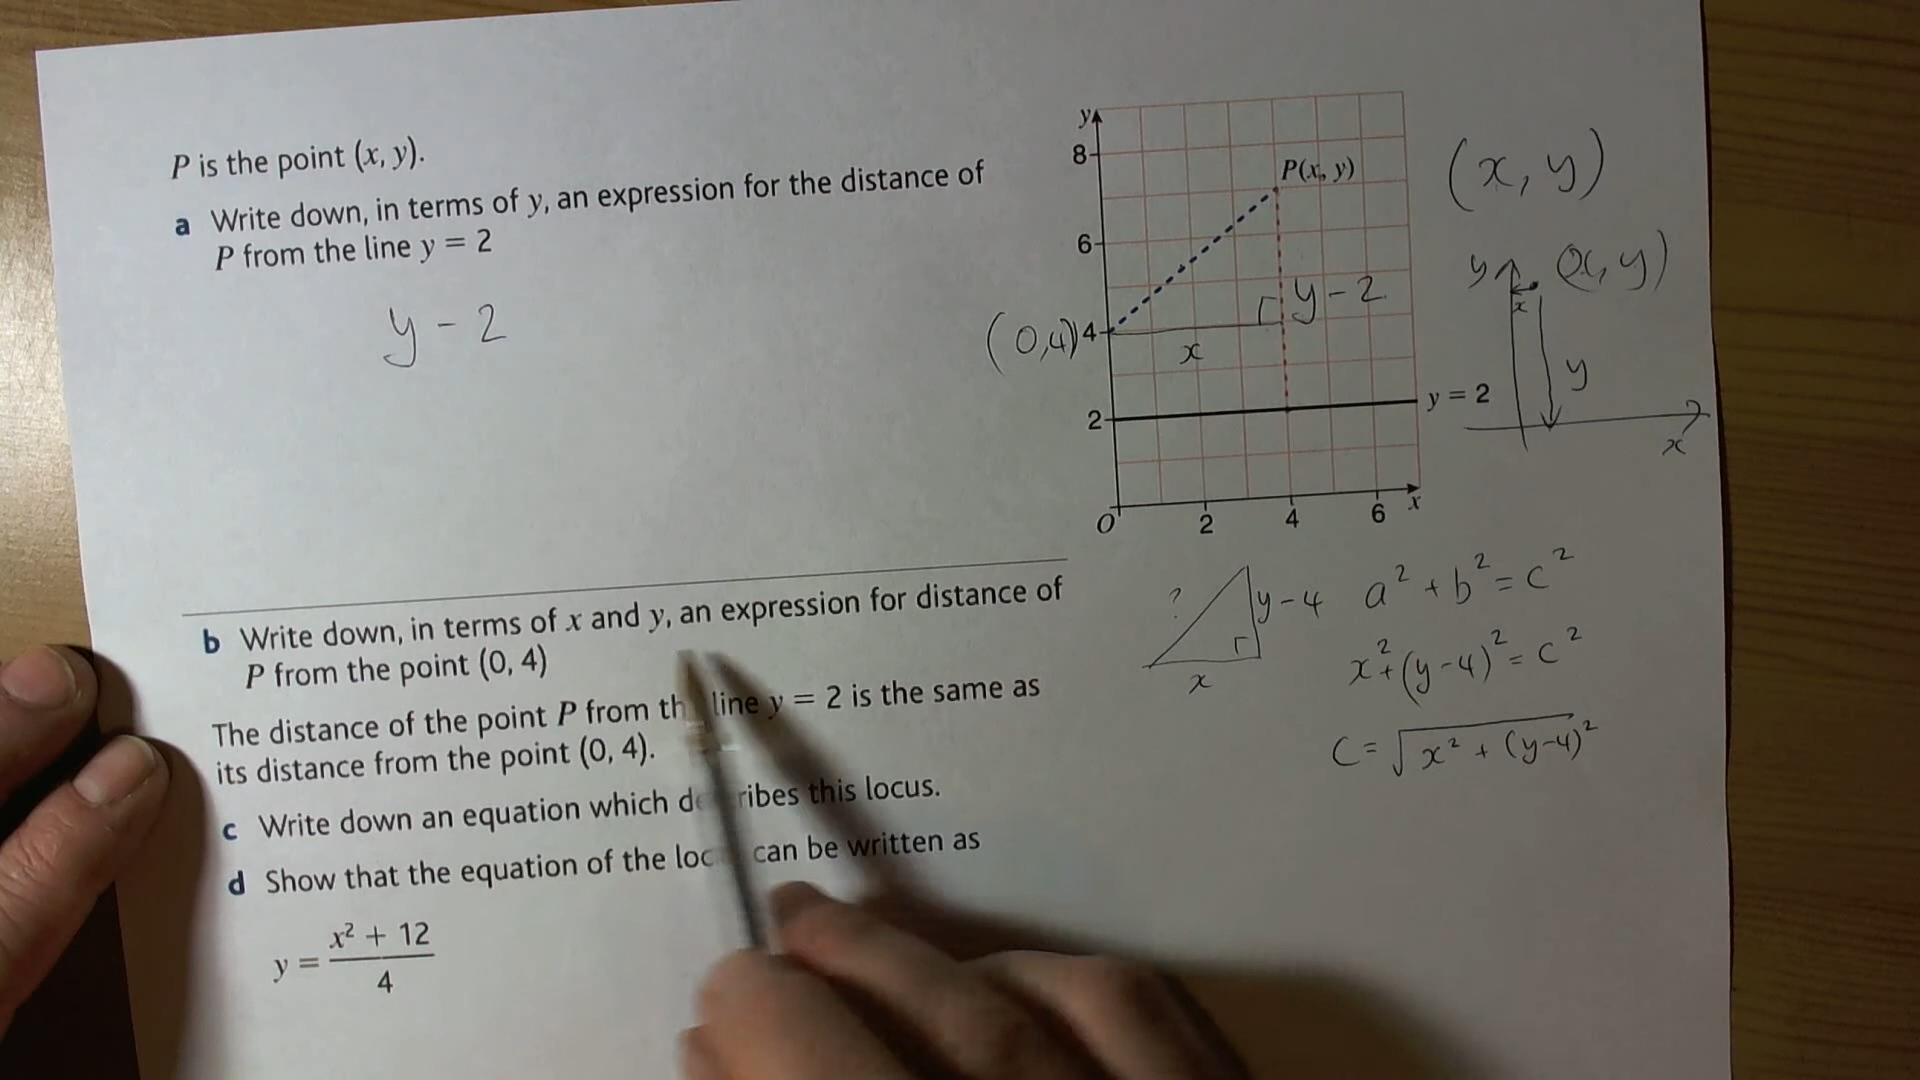 P is the point (x, y).
a Write down, in terms of y, an expression for the distance of
P from the line y = 2
y - 2
b Write down, in terms of x and y, an expression for distance of
P from the point (0, 4)
The distance of the point P from th line y = 2 is the same as
its distance from the point (0, 4).
c Write down an equation which describes this locus.
d Show that the equation of the locus can be written as
y = x² + 12
4
y
8
P(x, y)
6
y - 2
(0,4)
4
x
y = 2
2
O
2
4
6
x
(x, y)
y
(x, y)
x
y
x
?
y - 4
x
a² + b² = c²
x² + (y - 4)² = c²
C = √x² + (y-4)²